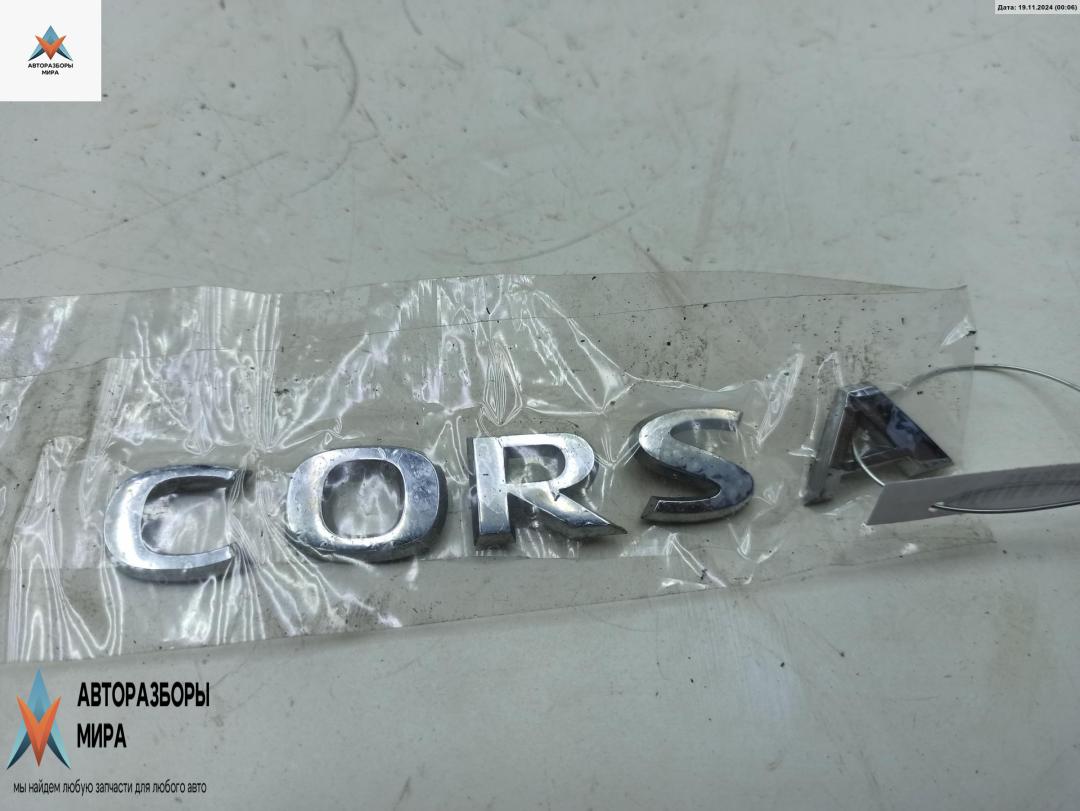 АВТОРАЗБОРЫ
МИРА
Дата: 19.11.2024 (00:06)
CORSA
АВТОРАЗБОРЫ
МИРА
мы найдем любую запчасти для любого авто